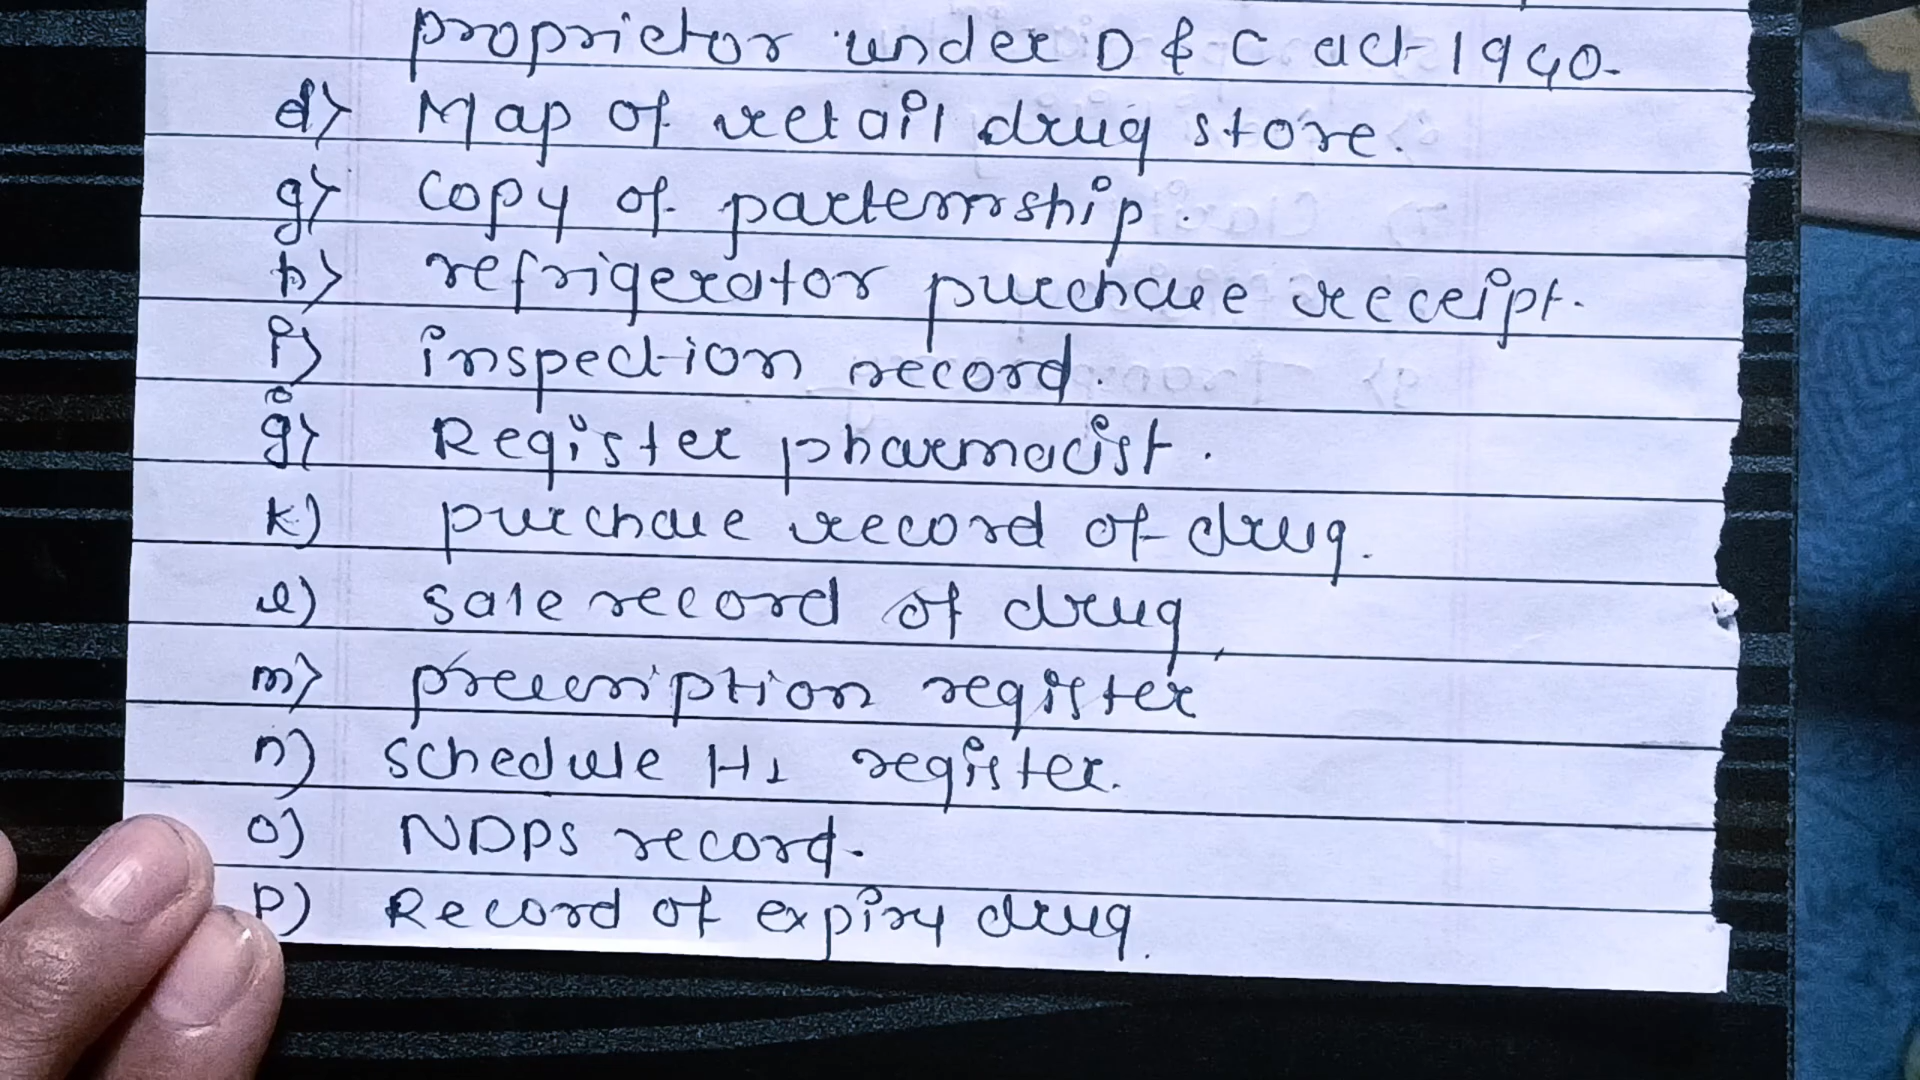 proprietor under D & C act 1940.
d) Map of retail drug store.
g) copy of parternrship.
h) refrigerator purchase receipt.
i) inspection record.
j) Register pharmacist.
k) purchase record of drug.
l) sale record of drug,
m) prescription register
n) schedule H1 register.
o) NDPS record.
p) Record of expiry drug.